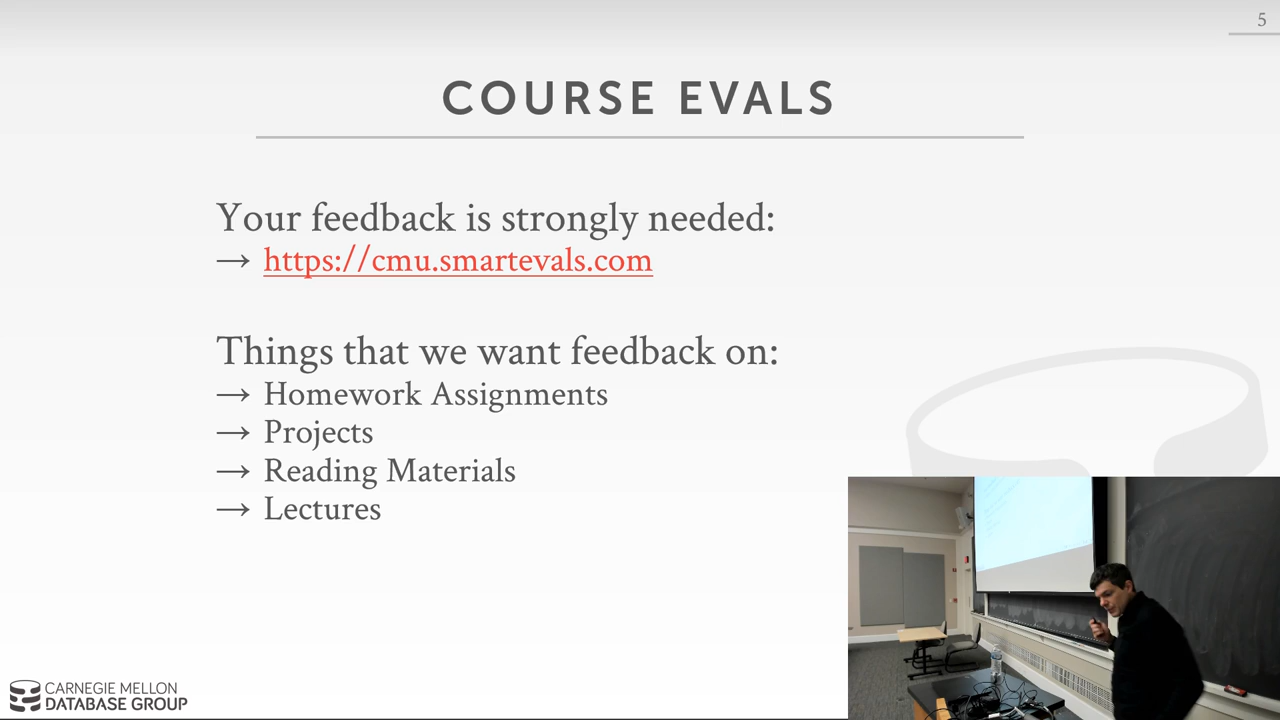 5
COURSE EVALS
Your feedback is strongly needed:
→ https://cmu.smartevals.com
Things that we want feedback on:
→ Homework Assignments
→ Projects
→ Reading Materials
→ Lectures
CARNEGIE MELLON
DATABASE GROUP